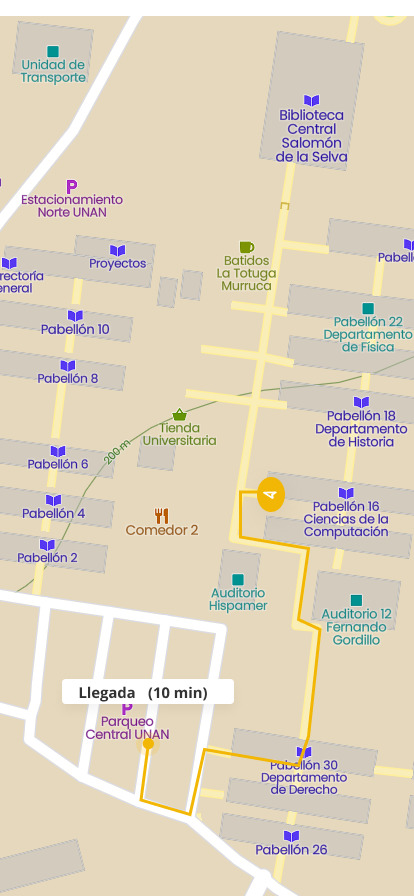 Unidad de
Transporte
Biblioteca
Central
Salomón
de la Selva
Estacionamiento
Norte UNAN
Proyectos
rectoría
eneral
Batidos
La Totuga
Murruca
Pabell
Pabellón 10
Pabellón 22
Departamento
de Física
Pabellón 8
Pabellón 18
Departamento
de Historia
Tienda
Universitaria
200 m
Pabellón 6
4
Pabellón 4
Pabellón 16
Ciencias de la
Computación
Comedor 2
Pabellón 2
Auditorio
Hispamer
Auditorio 12
Fernando
Gordillo
Llegada (10 min)
P
Parqueo
Central UNAN
Pabellón 30
Departamento
de Derecho
Pabellón 26